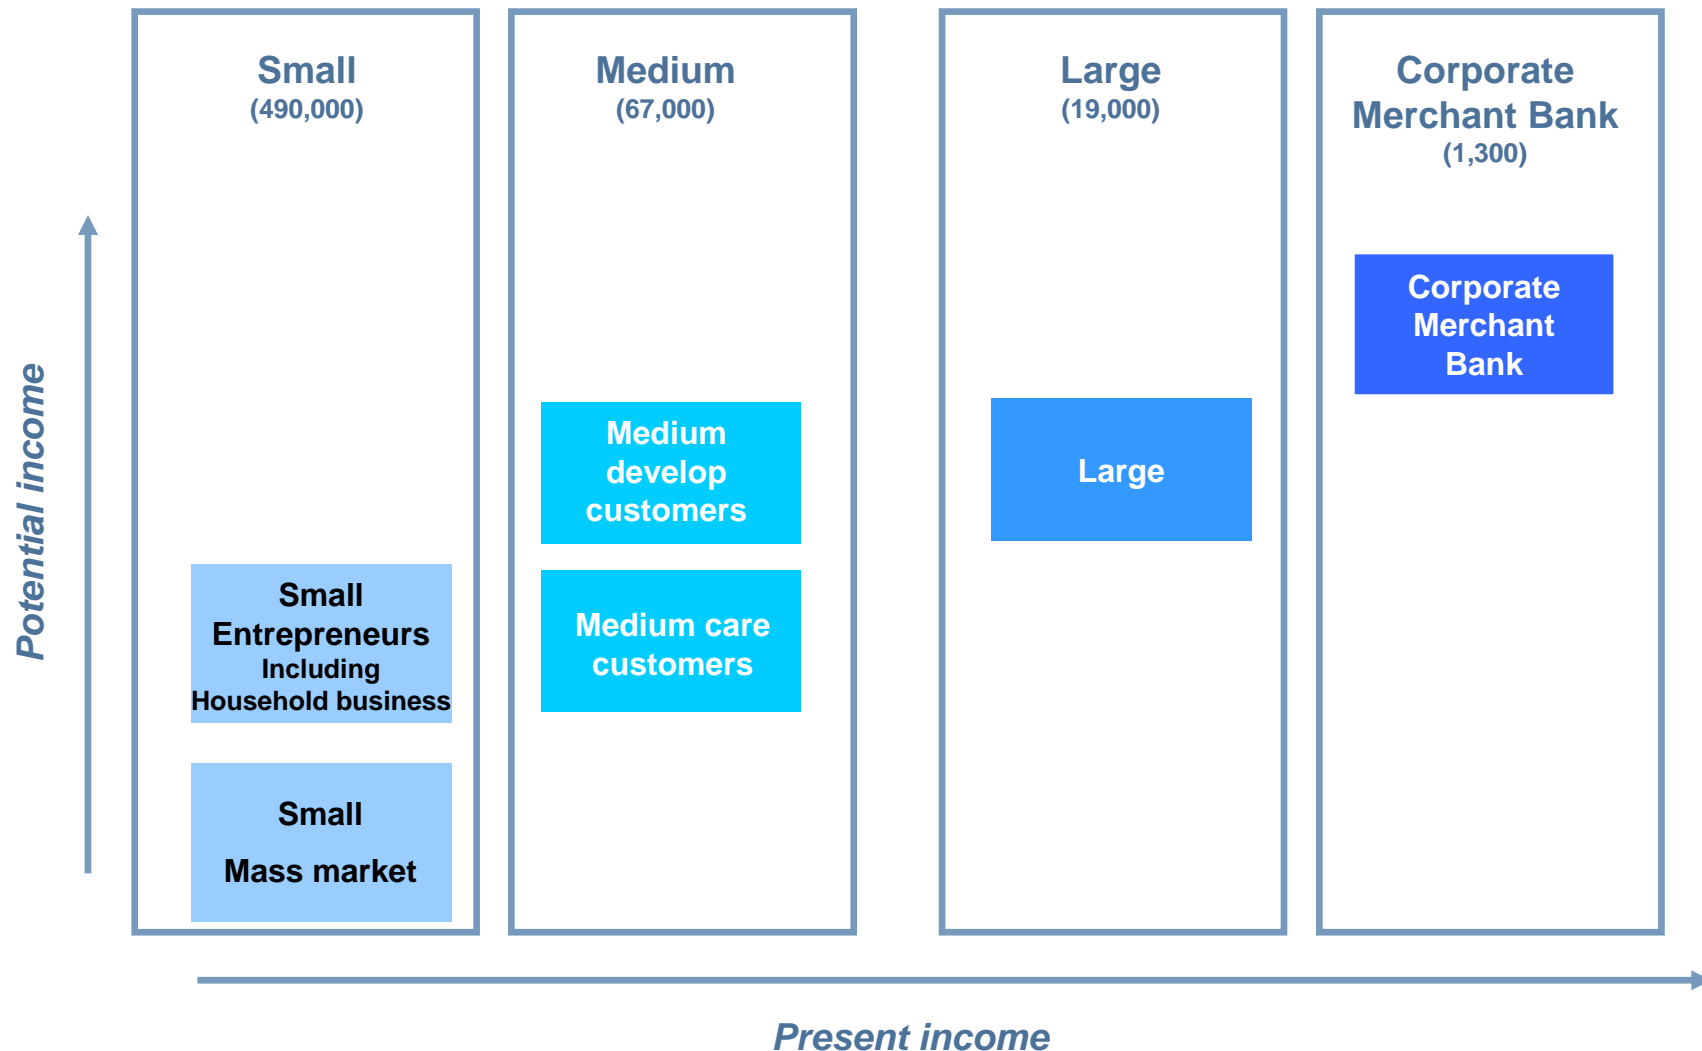 Small
(490,000)
Medium
(67,000)
Large
(19,000)
Corporate
Merchant Bank
(1,300)
Potential income
Corporate
Merchant
Bank
Medium
develop
customers
Large
Small
Entrepreneurs
Including
Household business
Medium care
customers
Small
Mass market
Present income